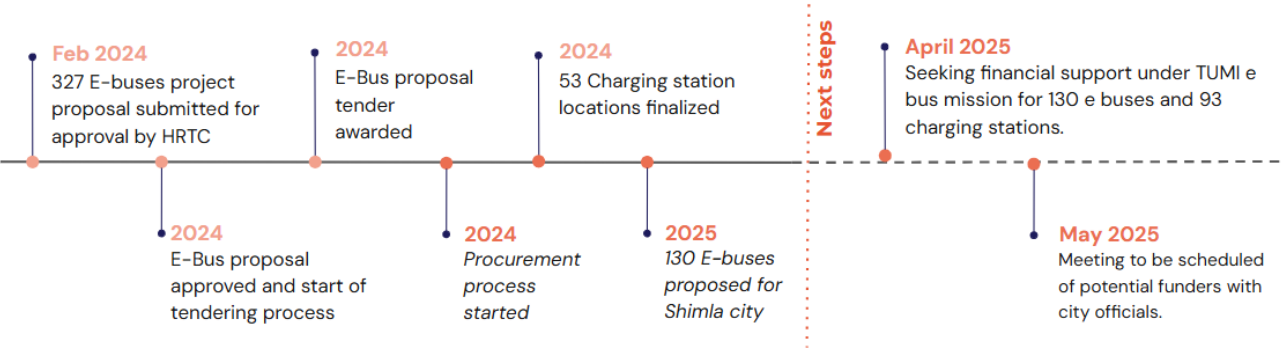 Feb 2024
327 E-buses project
proposal submitted for
approval by HRTC
2024
E-Bus proposal
approved and start of
tendering process
2024
E-Bus proposal
tender
awarded
2024
Procurement
process
started
2024
53 Charging station
locations finalized
2025
130 E-buses
proposed for
Shimla city
Next steps
April 2025
Seeking financial support under TUMI e
bus mission for 130 e buses and 93
charging stations.
May 2025
Meeting to be scheduled
of potential funders with
city officials.